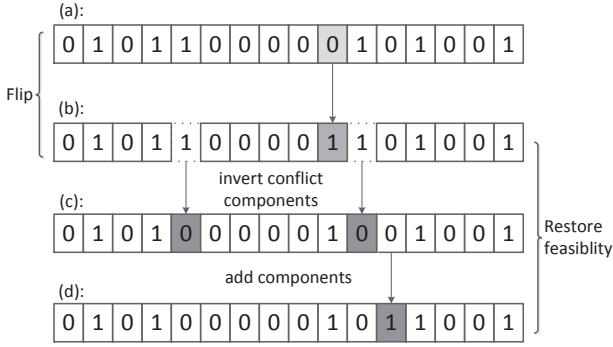 (a):
0 1 0 1 1 0 0 0 0 0 1 0 1 0 0 1
Flip
(b):
0 1 0 1 1 0 0 0 0 1 1 0 1 0 0 1
invert conflict
components
(c):
0 1 0 1 0 0 0 0 0 1 0 0 1 0 0 1
Restore
feasiblity
add components
(d):
0 1 0 1 0 0 0 0 0 1 0 1 1 0 0 1